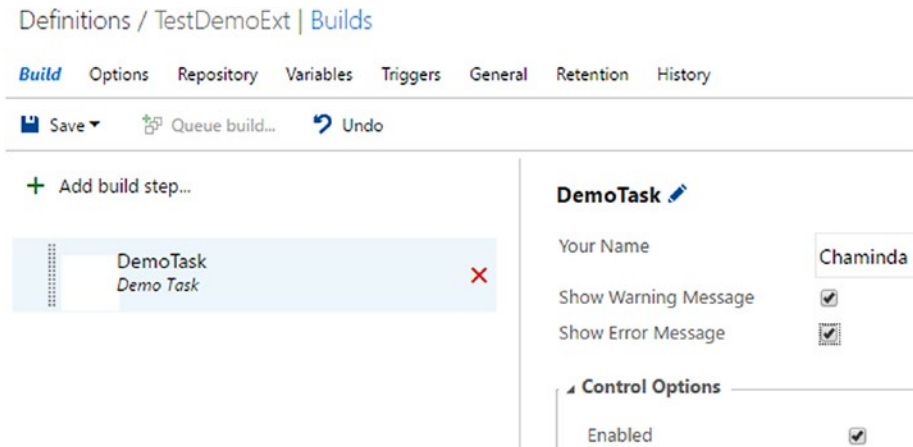 Definitions / TestDemoExt | Builds
Build Options Repository Variables Triggers General Retention History
Save Queue build... Undo
Add build step...
DemoTask
Demo Task
DemoTask
Your Name Chaminda
Show Warning Message
Show Error Message
Control Options
Enabled